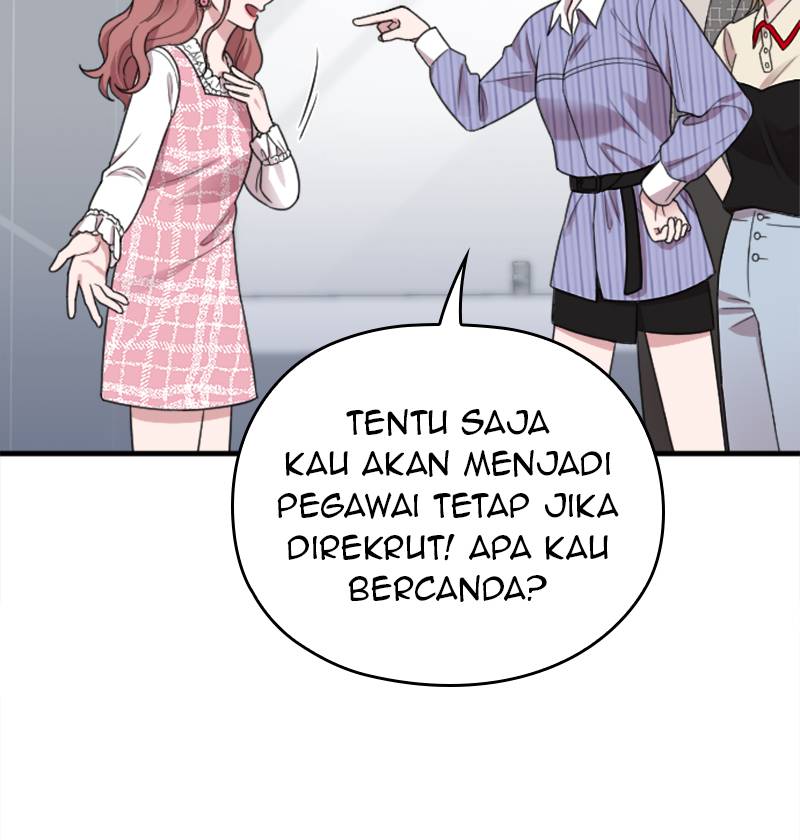 TENTU SAJA
KAU AKAN MENJADI
PEGAWAI TETAP JIKA
DIREKRUT! APA KAU
BERCANDA?